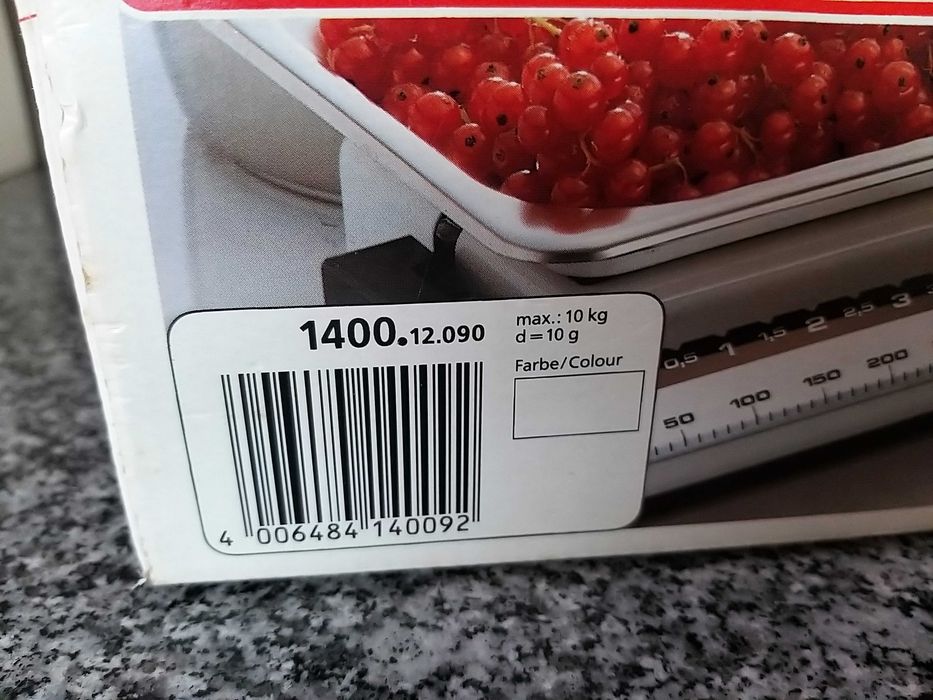 1400.12.090
max.: 10 kg
d=10 g
Farbe/Colour
4 006484 140092
0,5 1 1,5 2 2,5 3
50 100 150 200